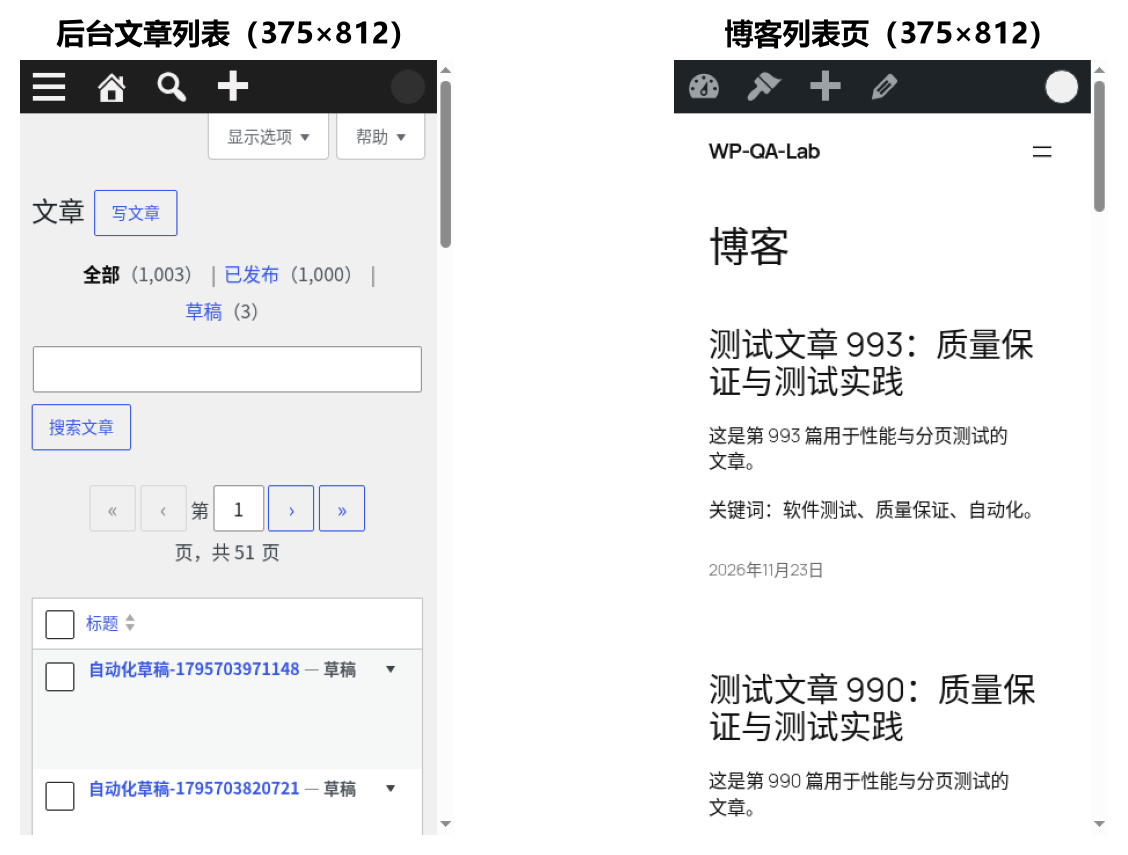 后台文章列表（375×812）
显示选项 ▼
帮助 ▼
文章
写文章
全部（1,003） | 已发布（1,000） |
草稿（3）
搜索文章
« ‹ 第 1 › »
页，共 51 页
标题
自动化草稿-1795703971148 — 草稿 ▼
自动化草稿-1795703820721 — 草稿 ▼
博客列表页（375×812）
WP-QA-Lab
博客
测试文章 993：质量保
证与测试实践
这是第 993 篇用于性能与分页测试的
文章。
关键词：软件测试、质量保证、自动化。
2026年11月23日
测试文章 990：质量保
证与测试实践
这是第 990 篇用于性能与分页测试的
文章。